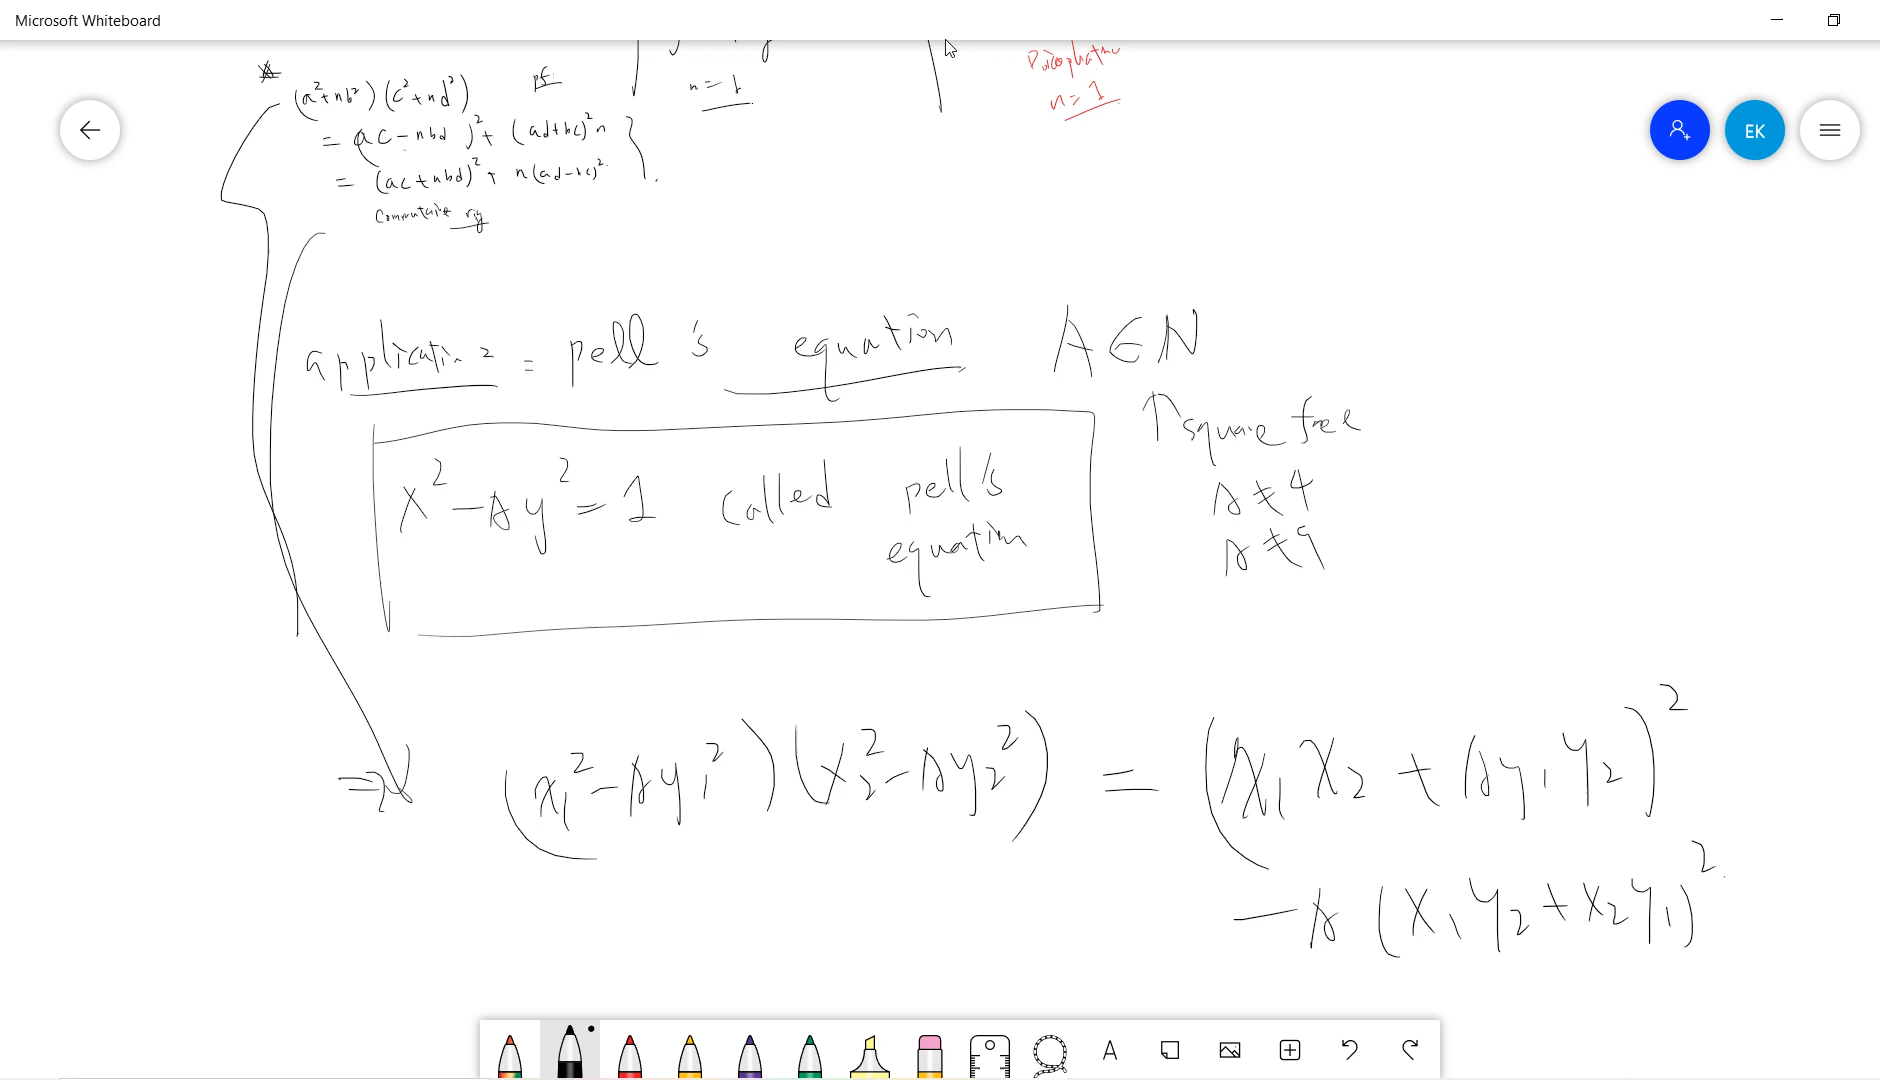 Microsoft Whiteboard
(a²+nb²)(c²+nd²)
pf:
n=1
n=1
= (ac-nbd)²+(ad+bc)²n
= (ac+nbd)²+n(ad-bc)².
EK
application 2 = pell's equation A∈N
↑ square free
x²-Ay²=1 called pell's
equation
A≠4
A≠9
⇒ (x₁²-Ay₁²)(x₂²-Ay₂²) = (x₁x₂+Ay₁y₂)²
-A(x₁y₂+x₂y₁)²
A